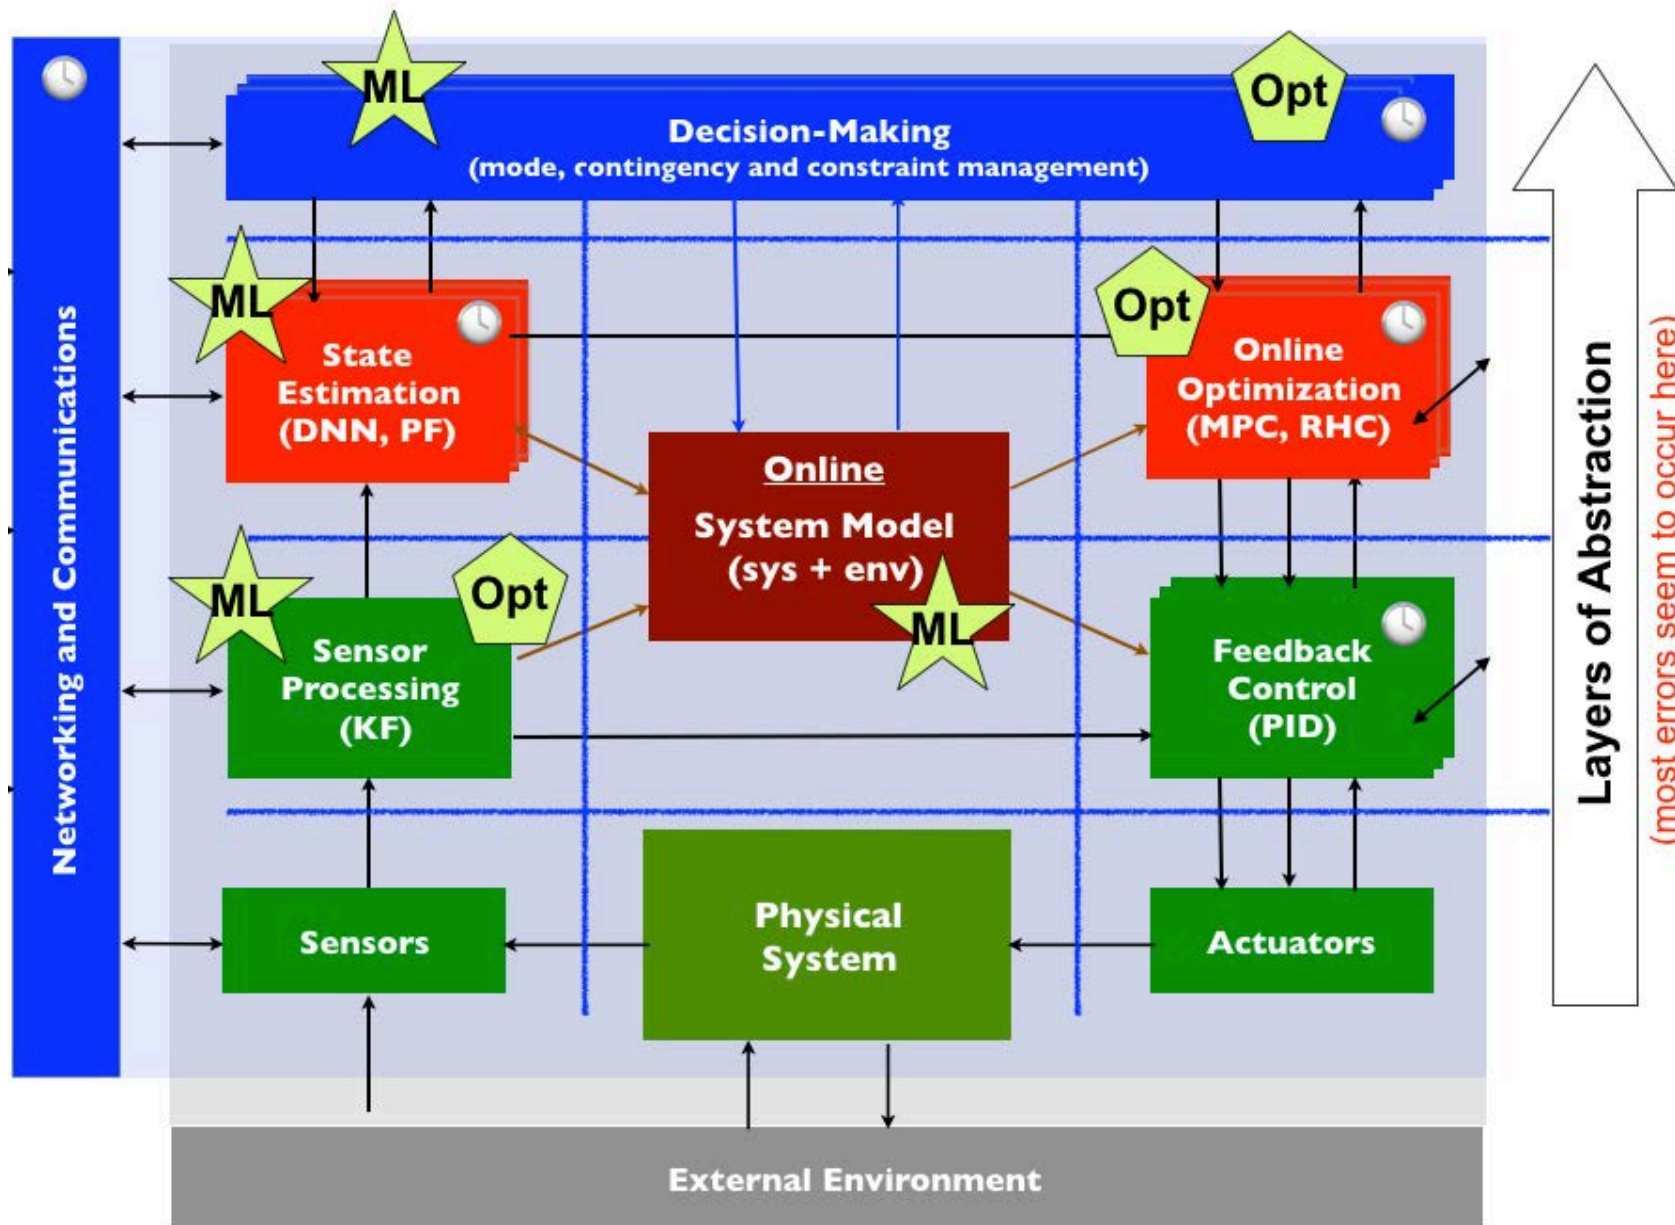 ML
Opt
Decision-Making
(mode, contingency and constraint management)
ML
State
Estimation
(DNN, PF)
Opt
Online
Optimization
(MPC, RHC)
Online
System Model
(sys + env)
ML
ML
Opt
Sensor
Processing
(KF)
Feedback
Control
(PID)
Sensors
Physical
System
Actuators
External Environment
Networking and Communications
Layers of Abstraction
(most errors seem to occur here)